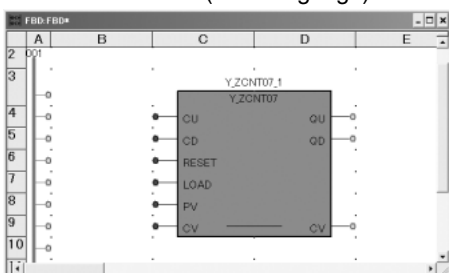 FBD:FBD*
A B C D E
2 001
3 Y_ZCNT07_1
Y_ZCNT07
4 CU QU
5 CD QD
6 RESET
7 LOAD
8 PV
9 CV CV
10